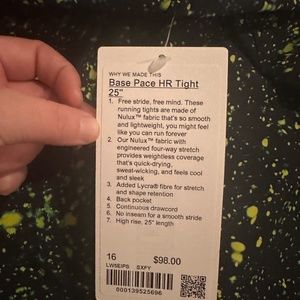 WHY WE MADE THIS
Base Pace HR Tight
25"
1. Free stride, free mind. These
running tights are made of
Nulux™ fabric that's so smooth
and lightweight, you might feel
like you can run forever
2. Our Nulux™ fabric with
engineered four-way stretch
provides weightless coverage
that's quick-drying,
sweat-wicking, and feels cool
and sleek
3. Added Lycra® fibre for stretch
and shape retention
4. Back pocket
5. Continuous drawcord
6. No inseam for a smooth stride
7. High rise, 25" length
16 $98.00
LW5EIPS BXFY
000139525696